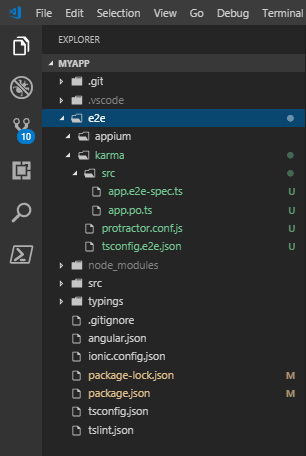 File Edit Selection View Go Debug Terminal
EXPLORER
MYAPP
.git
.vscode
e2e
appium
karma
src
app.e2e-spec.ts U
app.po.ts U
protractor.conf.js U
tsconfig.e2e.json U
10
node_modules
src
typings
.gitignore
angular.json
ionic.config.json
package-lock.json M
package.json M
tsconfig.json
tslint.json